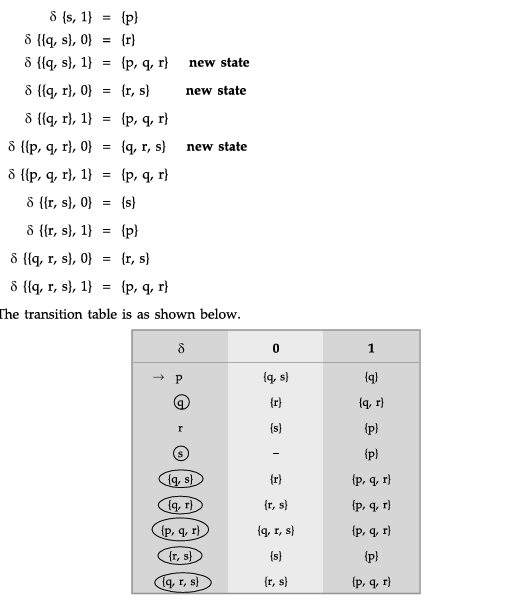 δ {s, 1} = {p}
δ {{q, s}, 0} = {r}
δ {{q, s}, 1} = {p, q, r} new state
δ {{q, r}, 0} = {r, s} new state
δ {{q, r}, 1} = {p, q, r}
δ {{p, q, r}, 0} = {q, r, s} new state
δ {{p, q, r}, 1} = {p, q, r}
δ {{r, s}, 0} = {s}
δ {{r, s}, 1} = {p}
δ {{q, r, s}, 0} = {r, s}
δ {{q, r, s}, 1} = {p, q, r}
The transition table is as shown below.
δ 0 1
→ p {q, s} {q}
q {r} {q, r}
r {s} {p}
s – {p}
{q, s} {r} {p, q, r}
{q, r} {r, s} {p, q, r}
{p, q, r} {q, r, s} {p, q, r}
{r, s} {s} {p}
{q, r, s} {r, s} {p, q, r}